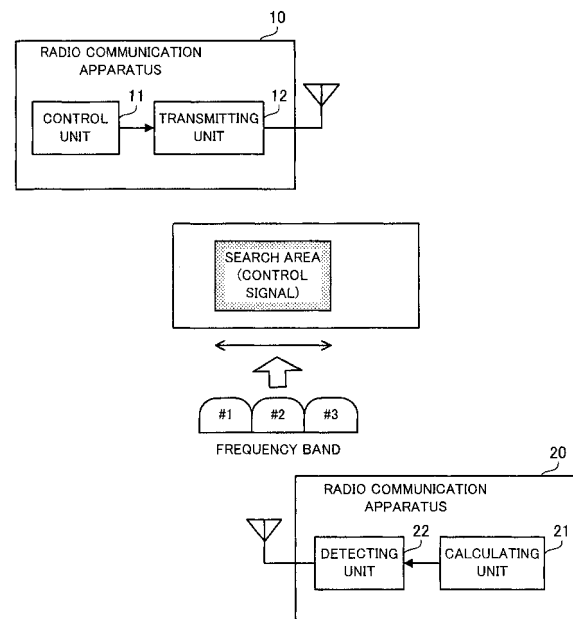 10
RADIO COMMUNICATION
APPARATUS
11
12
CONTROL
UNIT
TRANSMITTING
UNIT
SEARCH AREA
(CONTROL
SIGNAL)
#1 #2 #3
FREQUENCY BAND
20
RADIO COMMUNICATION
APPARATUS
22
21
DETECTING
UNIT
CALCULATING
UNIT